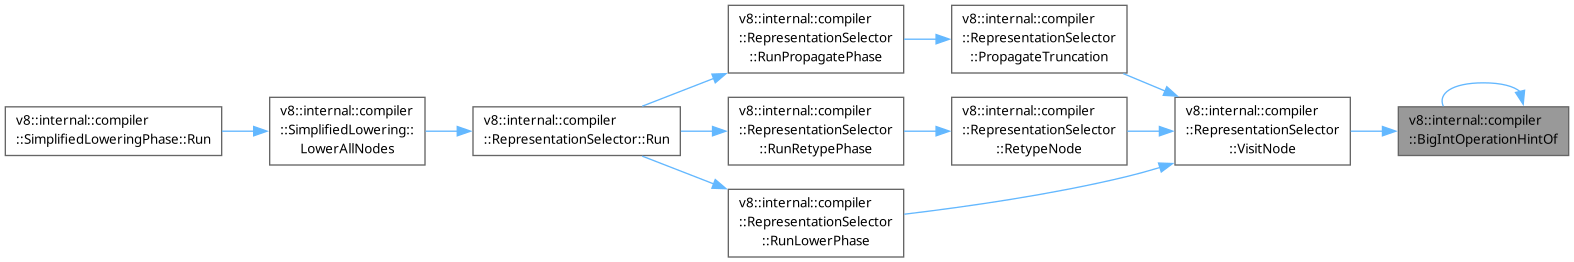 v8::internal::compiler
::SimplifiedLoweringPhase::Run
v8::internal::compiler
::SimplifiedLowering::
LowerAllNodes
v8::internal::compiler
::RepresentationSelector::Run
v8::internal::compiler
::RepresentationSelector
::RunPropagatePhase
v8::internal::compiler
::RepresentationSelector
::PropagateTruncation
v8::internal::compiler
::RepresentationSelector
::RunRetypePhase
v8::internal::compiler
::RepresentationSelector
::RetypeNode
v8::internal::compiler
::RepresentationSelector
::RunLowerPhase
v8::internal::compiler
::RepresentationSelector
::VisitNode
v8::internal::compiler
::BigIntOperationHintOf